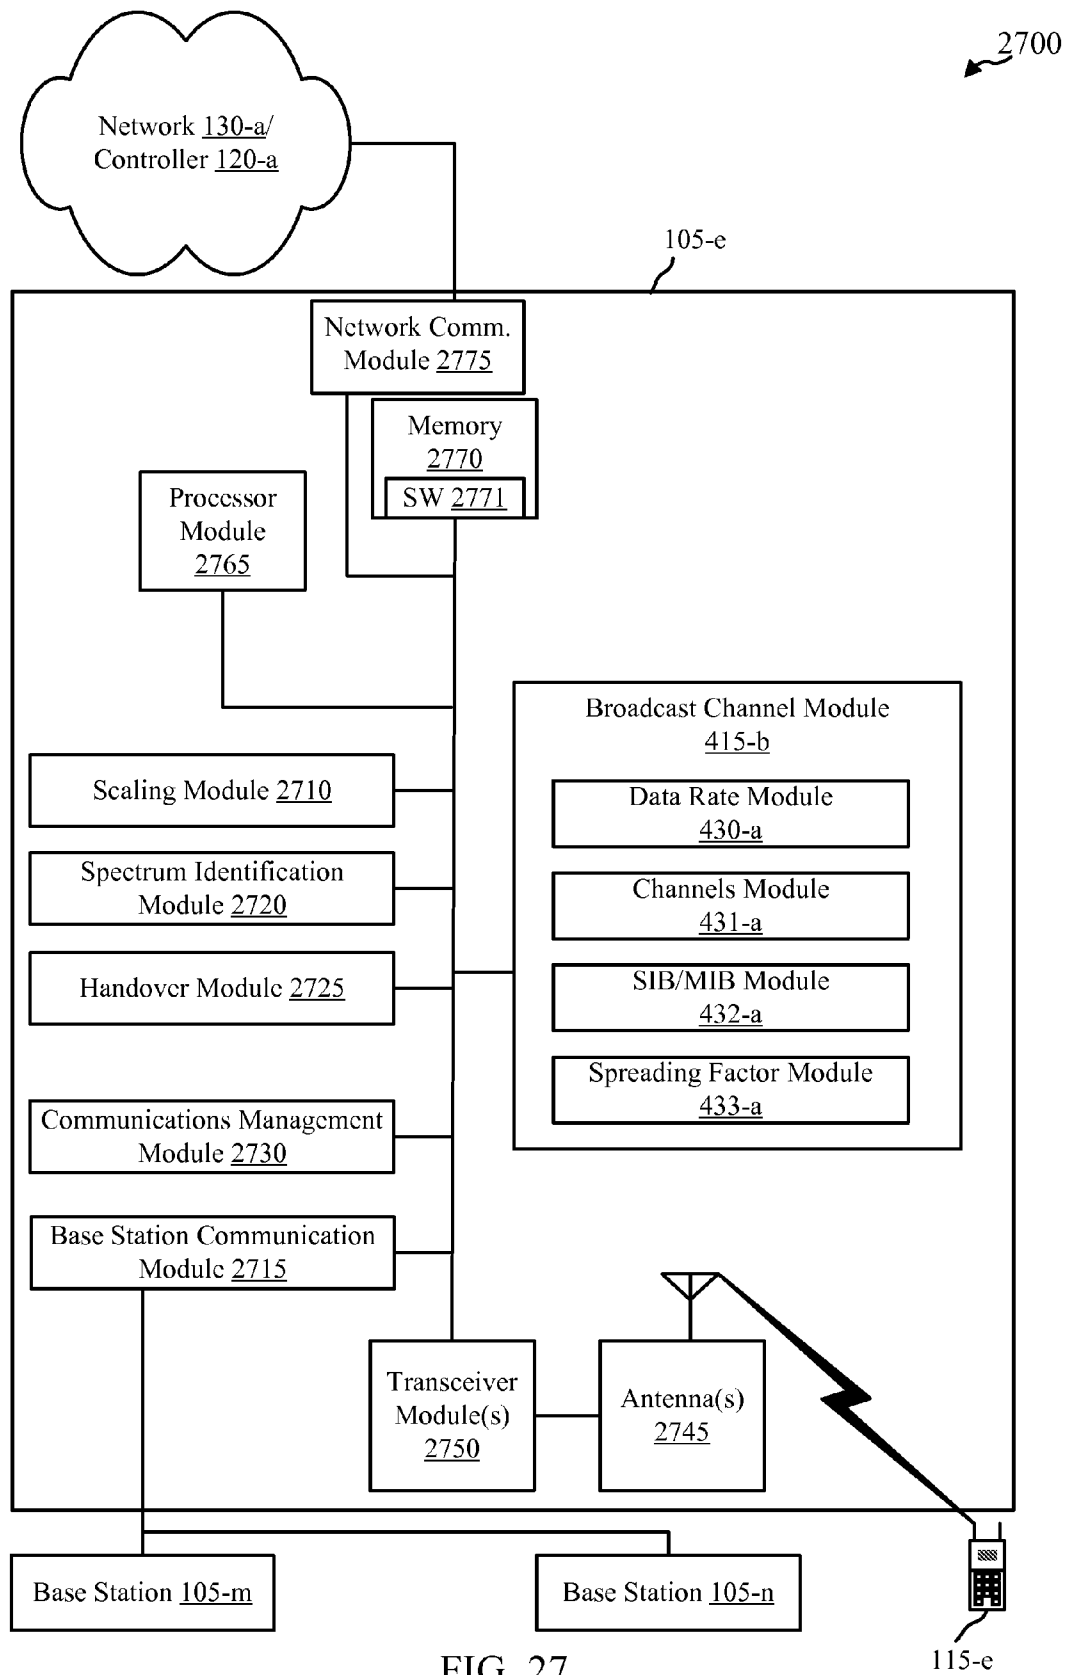 2700
Network 130-a/
Controller 120-a
105-e
Network Comm.
Module 2775
Memory
2770
SW 2771
Processor
Module
2765
Broadcast Channel Module
415-b
Data Rate Module
430-a
Channels Module
431-a
SIB/MIB Module
432-a
Spreading Factor Module
433-a
Scaling Module 2710
Spectrum Identification
Module 2720
Handover Module 2725
Communications Management
Module 2730
Base Station Communication
Module 2715
Transceiver
Module(s)
2750
Antenna(s)
2745
Base Station 105-m
Base Station 105-n
115-e
FIG. 27